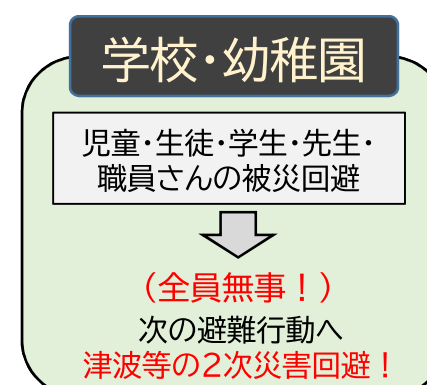 学校・幼稚園
児童・生徒・学生・先生・
職員さんの被災回避
（全員無事！）
次の避難行動へ
津波等の2次災害回避！